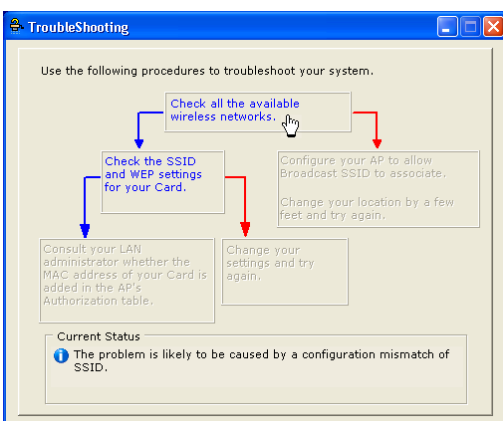 TroubleShooting
Use the following procedures to troubleshoot your system.
Check all the available
wireless networks.
Check the SSID
and WEP settings
for your Card.
Configure your AP to allow
Broadcast SSID to associate.
Change your location by a few
feet and try again.
Consult your LAN
administrator whether the
MAC address of your Card is
added in the AP's
Authorization table.
Change your
settings and try
again.
Current Status
The problem is likely to be caused by a configuration mismatch of
SSID.